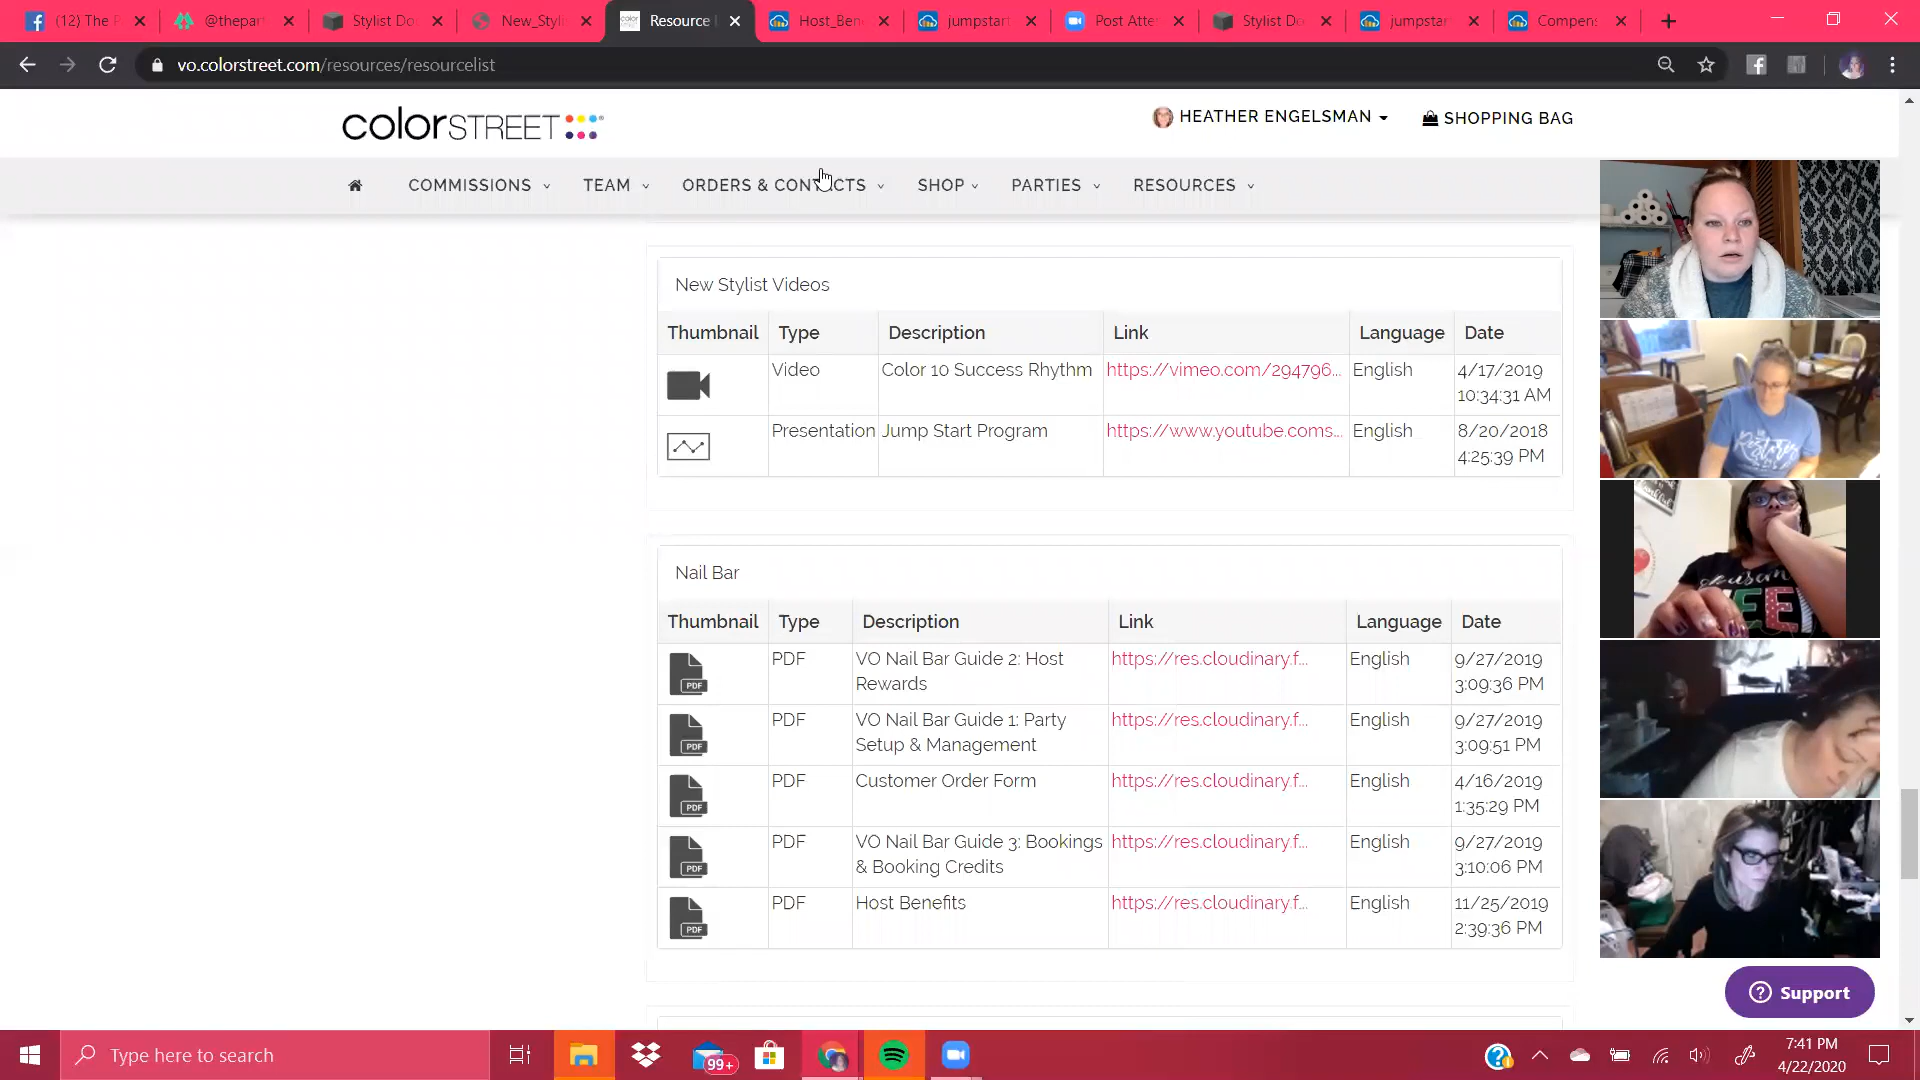 (12) The P
@thepart
Stylist Do
New_Styli
Resource
Host_Ben
jumpstart
Post Atte
Stylist Do
jumpstar
Compens
vo.colorstreet.com/resources/resourcelist
colorSTREET
HEATHER ENGELSMAN
SHOPPING BAG
COMMISSIONS
TEAM
ORDERS & CONTACTS
SHOP
PARTIES
RESOURCES
New Stylist Videos
Thumbnail Type Description Link Language Date
Video Color 10 Success Rhythm https://vimeo.com/294796... English 4/17/2019
10:34:31 AM
Presentation Jump Start Program https://www.youtube.coms... English 8/20/2018
4:25:39 PM
Nail Bar
Thumbnail Type Description Link Language Date
PDF PDF VO Nail Bar Guide 2: Host https://res.cloudinary.f... English 9/27/2019
Rewards 3:09:36 PM
PDF PDF VO Nail Bar Guide 1: Party https://res.cloudinary.f... English 9/27/2019
Setup & Management 3:09:51 PM
PDF PDF Customer Order Form https://res.cloudinary.f... English 4/16/2019
1:35:29 PM
PDF PDF VO Nail Bar Guide 3: Bookings https://res.cloudinary.f... English 9/27/2019
& Booking Credits 3:10:06 PM
PDF PDF Host Benefits https://res.cloudinary.f... English 11/25/2019
2:39:36 PM
Support
Type here to search
99+
7:41 PM
4/22/2020